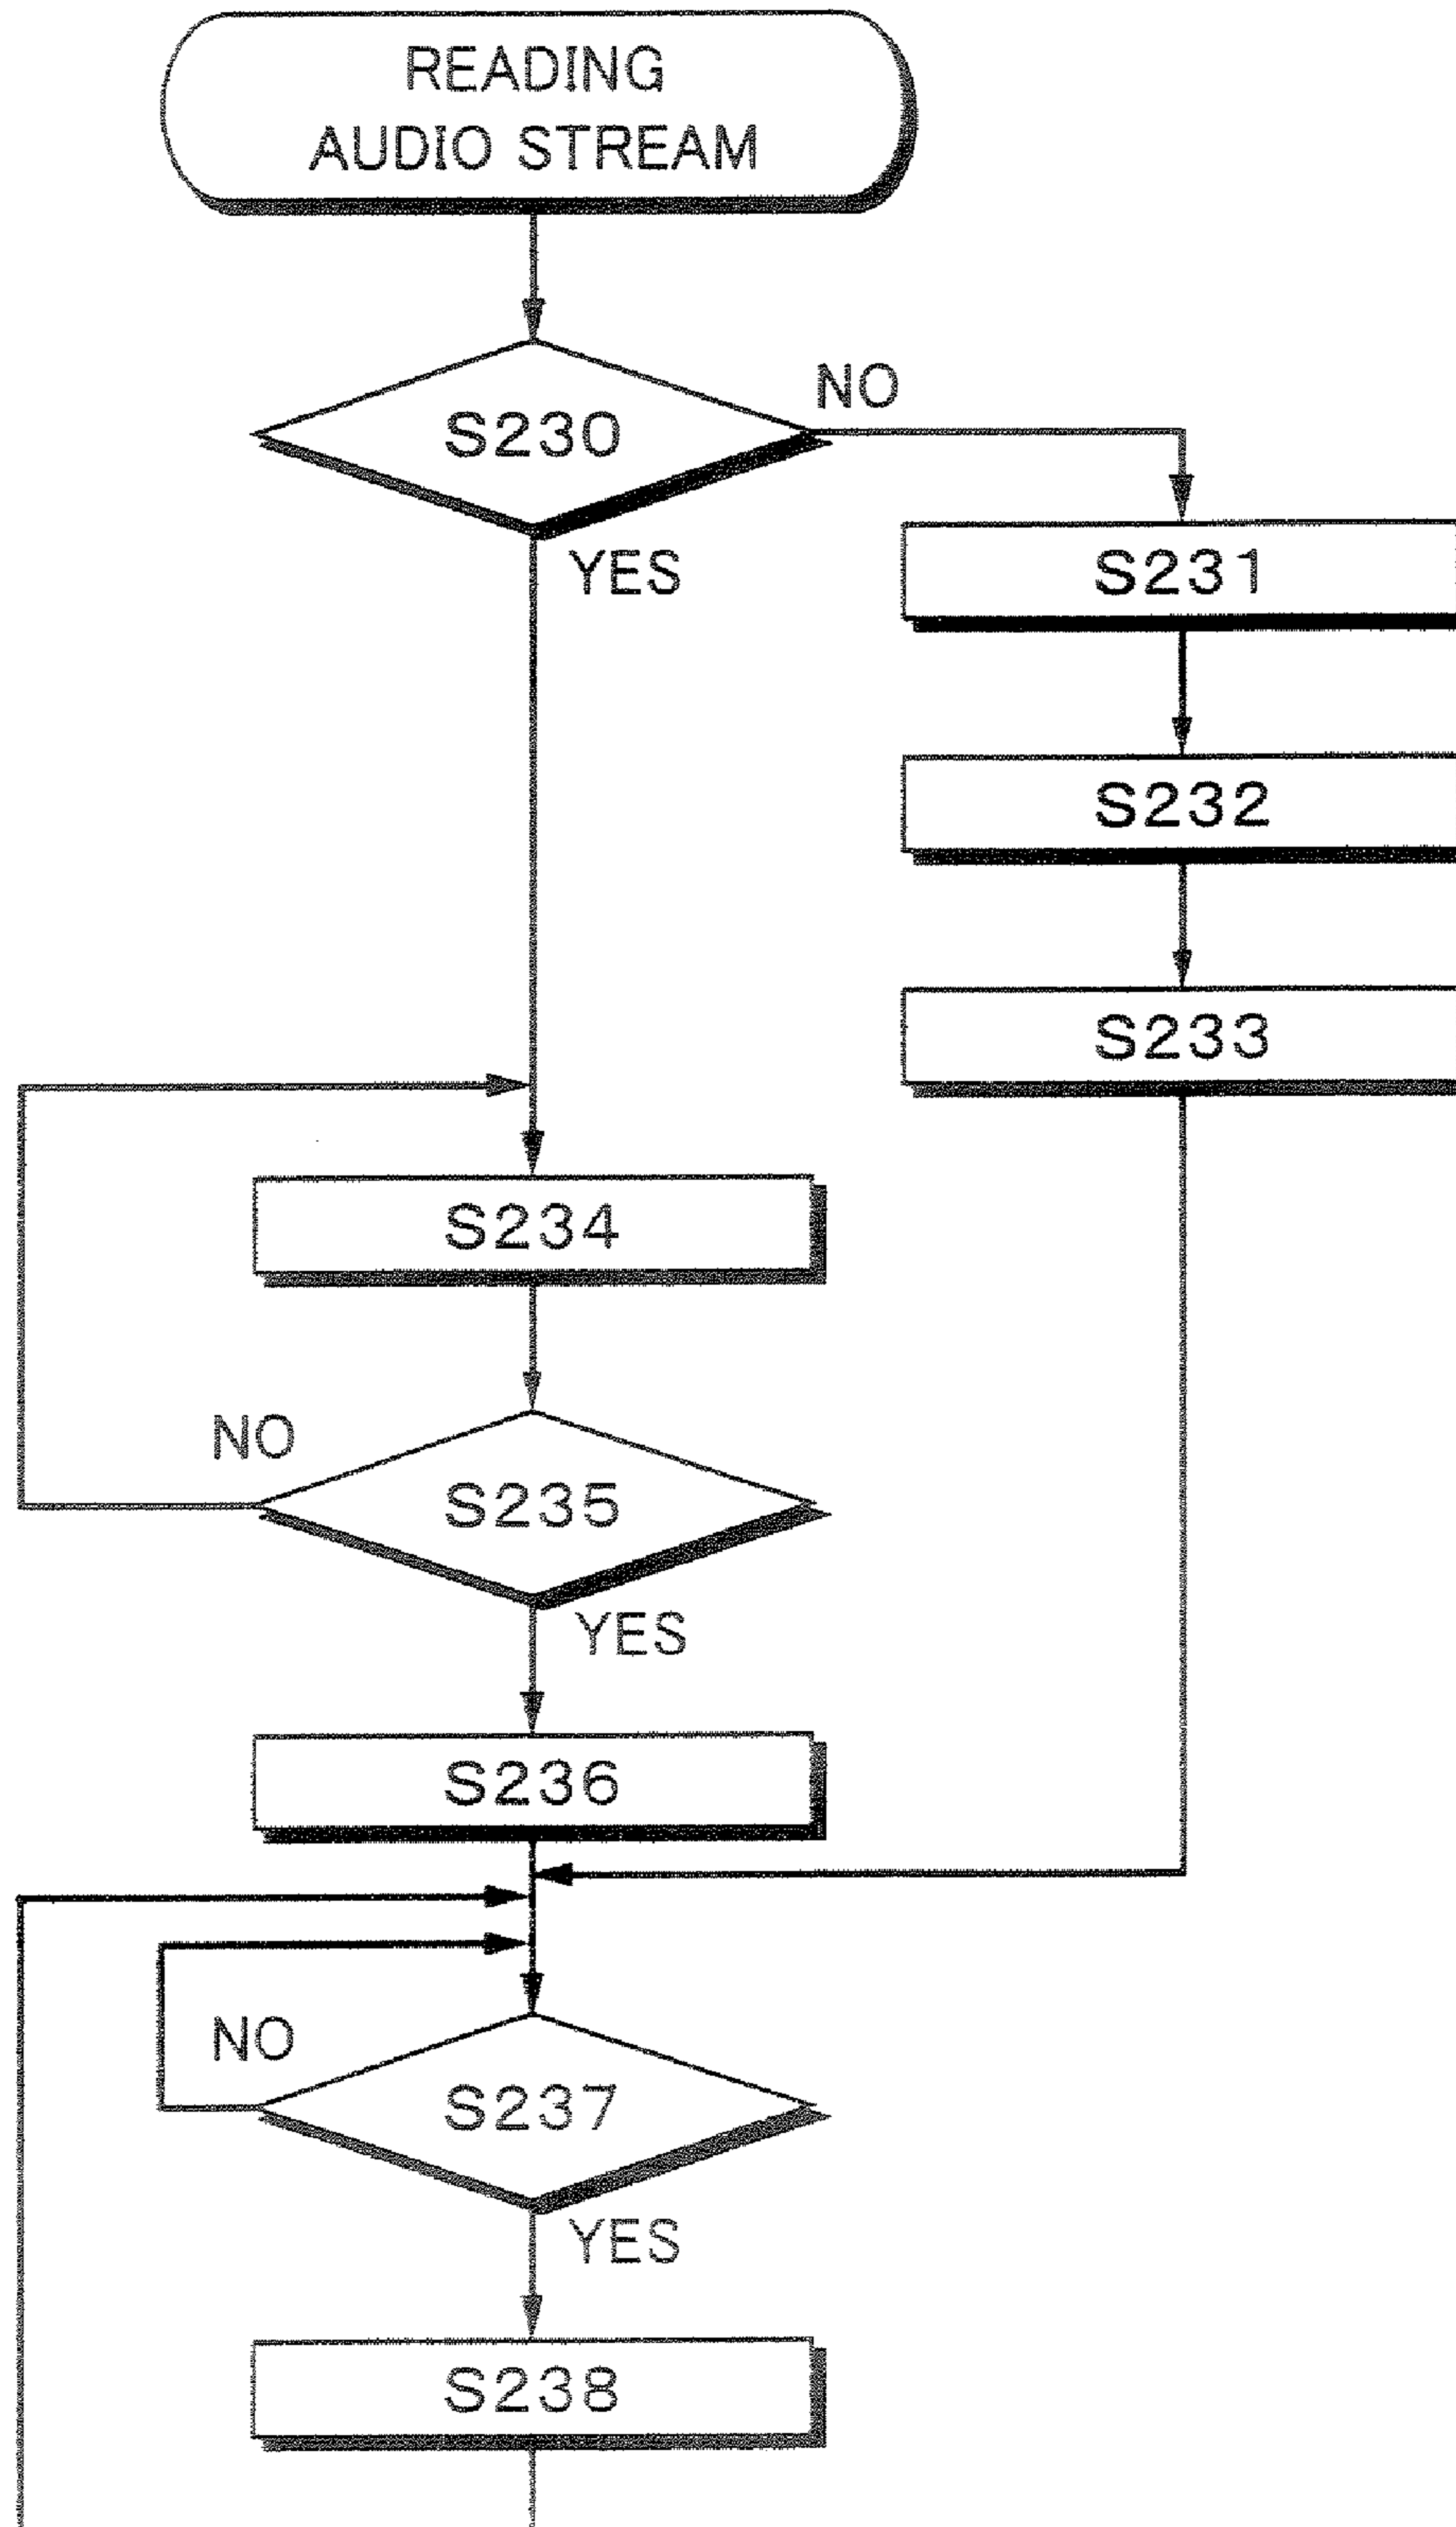 READING
AUDIO STREAM
S230
NO
YES
S231
S232
S233
S234
NO
S235
YES
S236
NO
S237
YES
S238